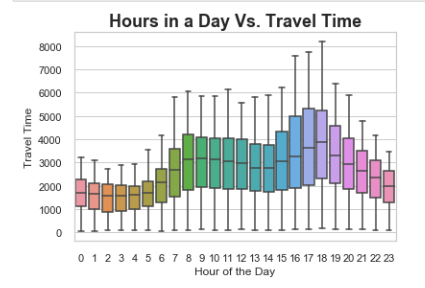 Hours in a Day Vs. Travel Time
8000
7000
6000
5000
4000
3000
2000
1000
0
Travel Time
0 1 2 3 4 5 6 7 8 9 10 11 12 13 14 15 16 17 18 19 20 21 22 23
Hour of the Day